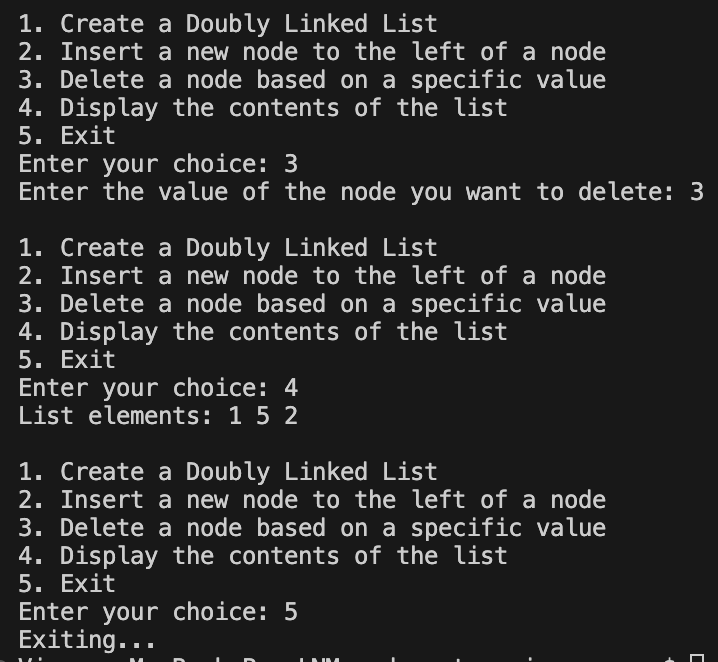 1. Create a Doubly Linked List
2. Insert a new node to the left of a node
3. Delete a node based on a specific value
4. Display the contents of the list
5. Exit
Enter your choice: 3
Enter the value of the node you want to delete: 3
1. Create a Doubly Linked List
2. Insert a new node to the left of a node
3. Delete a node based on a specific value
4. Display the contents of the list
5. Exit
Enter your choice: 4
List elements: 1 5 2
1. Create a Doubly Linked List
2. Insert a new node to the left of a node
3. Delete a node based on a specific value
4. Display the contents of the list
5. Exit
Enter your choice: 5
Exiting...